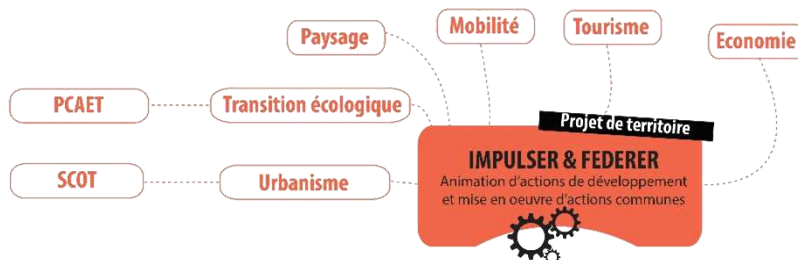 Paysage
Mobilité
Tourisme
Economie
PCAET
Transition écologique
Projet de territoire
SCOT
Urbanisme
IMPULSER & FEDERER
Animation d'actions de développement
et mise en oeuvre d'actions communes